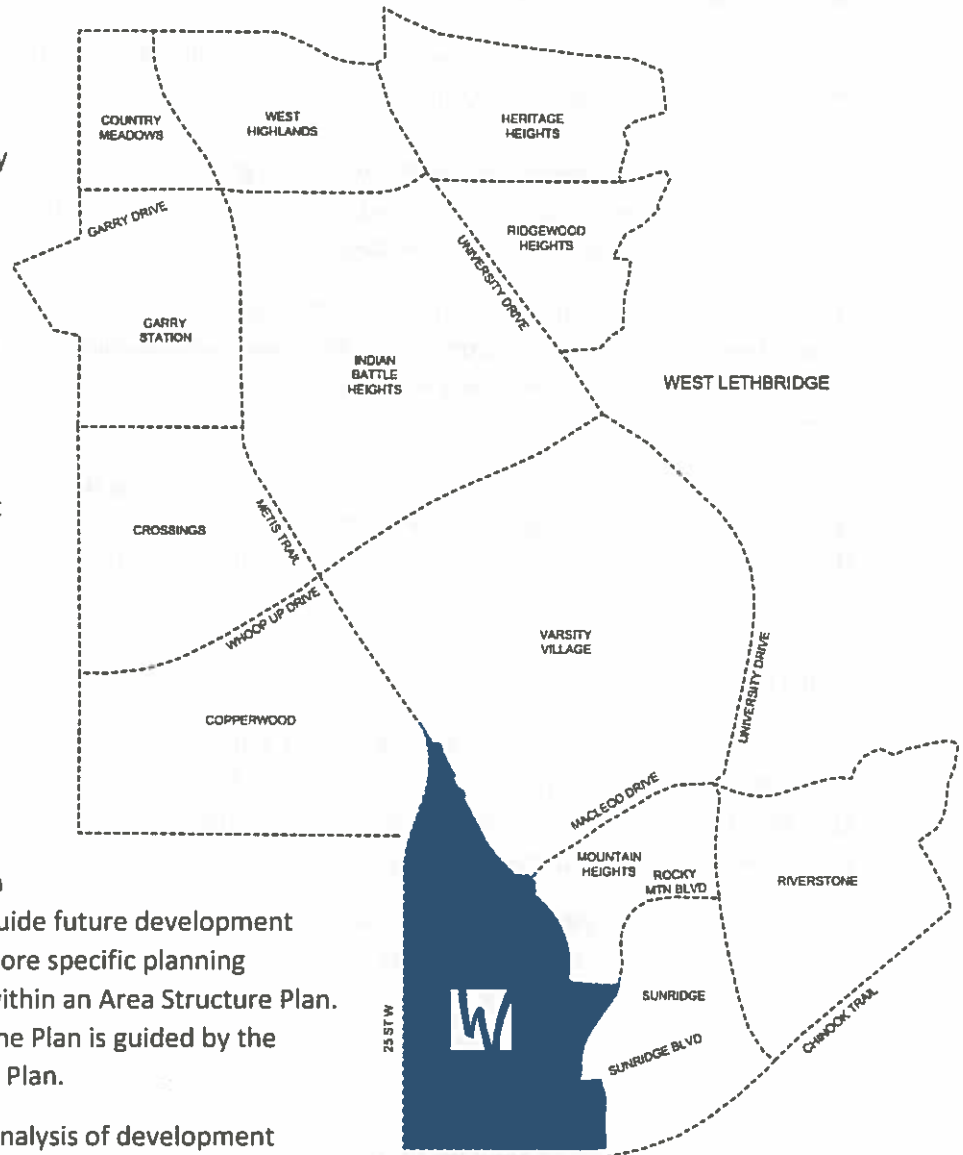 COUNTRY
MEADOWS
WEST
HIGHLANDS
HERITAGE
HEIGHTS
y
GARRY DRIVE
RIDGEWOOD
HEIGHTS
UNIVERSITY DRIVE
GARRY
STATION
INDIAN
BATTLE
HEIGHTS
WEST LETHBRIDGE
t
CROSSINGS
METIS TRAIL
WHOOP UP DRIVE
VARSITY
VILLAGE
UNIVERSITY DRIVE
COPPERWOOD
MACLEOD DRIVE
MOUNTAIN
HEIGHTS
ROCKY
MTN BLVD
RIVERSTONE
uide future development
ore specific planning
vithin an Area Structure Plan.
ne Plan is guided by the
Plan.
25 ST W
W
SUNRIDGE
SUNRIDGE BLVD
CHINOOK TRAIL
nalysis of development